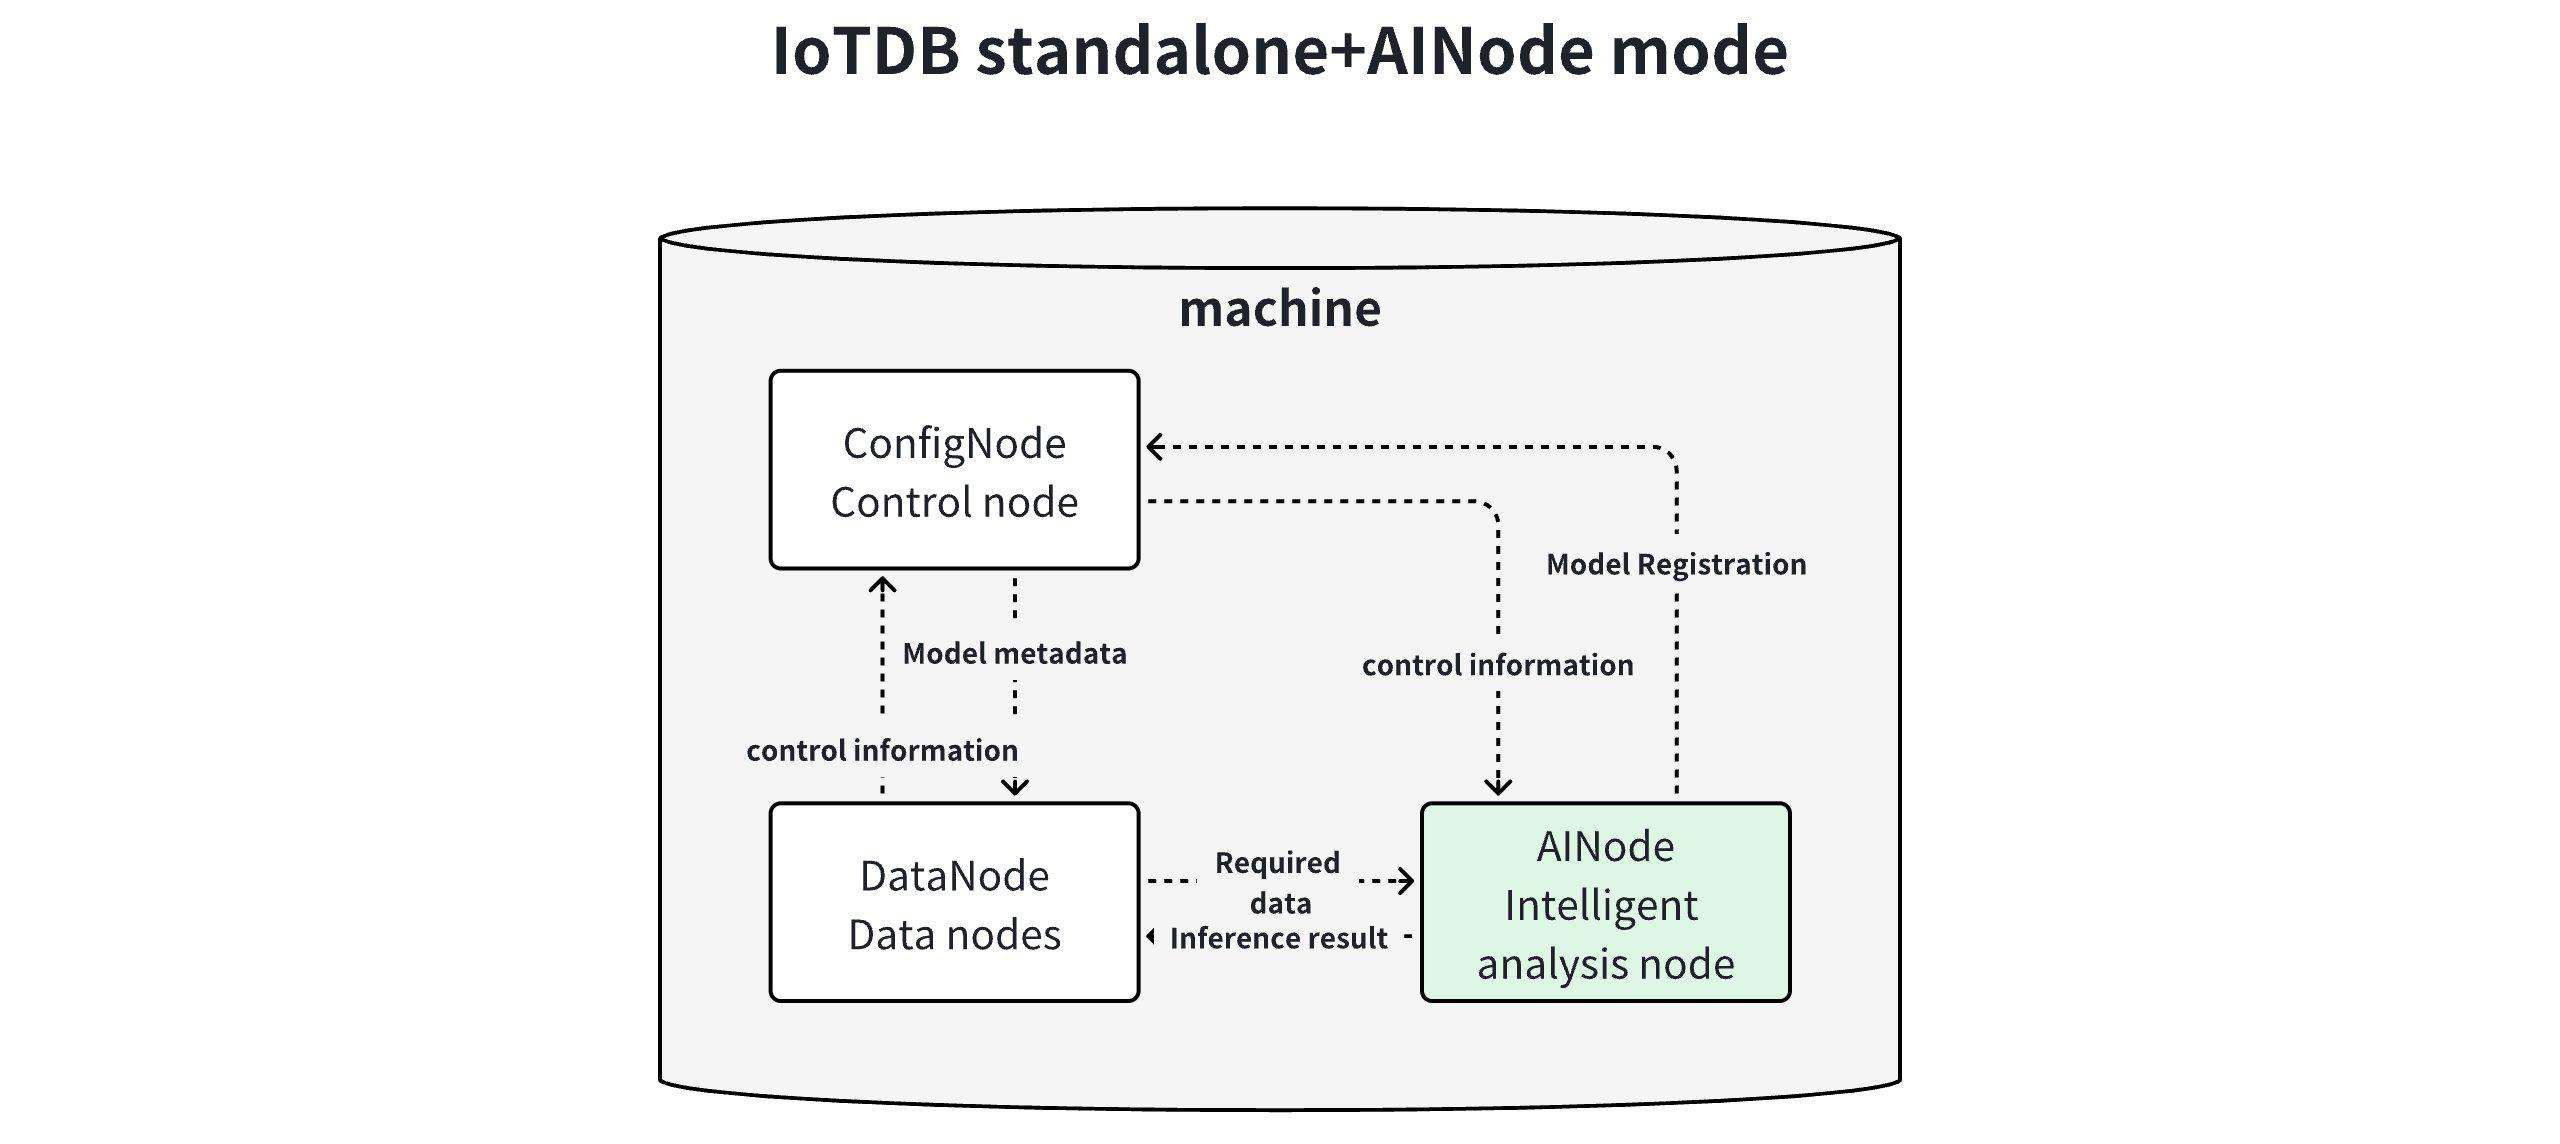 IoTDB standalone+AINode mode
machine
ConfigNode
Control node
Model Registration
Model metadata
control information
control information
DataNode
Data nodes
Required
data
Inference result
AINode
Intelligent
analysis node